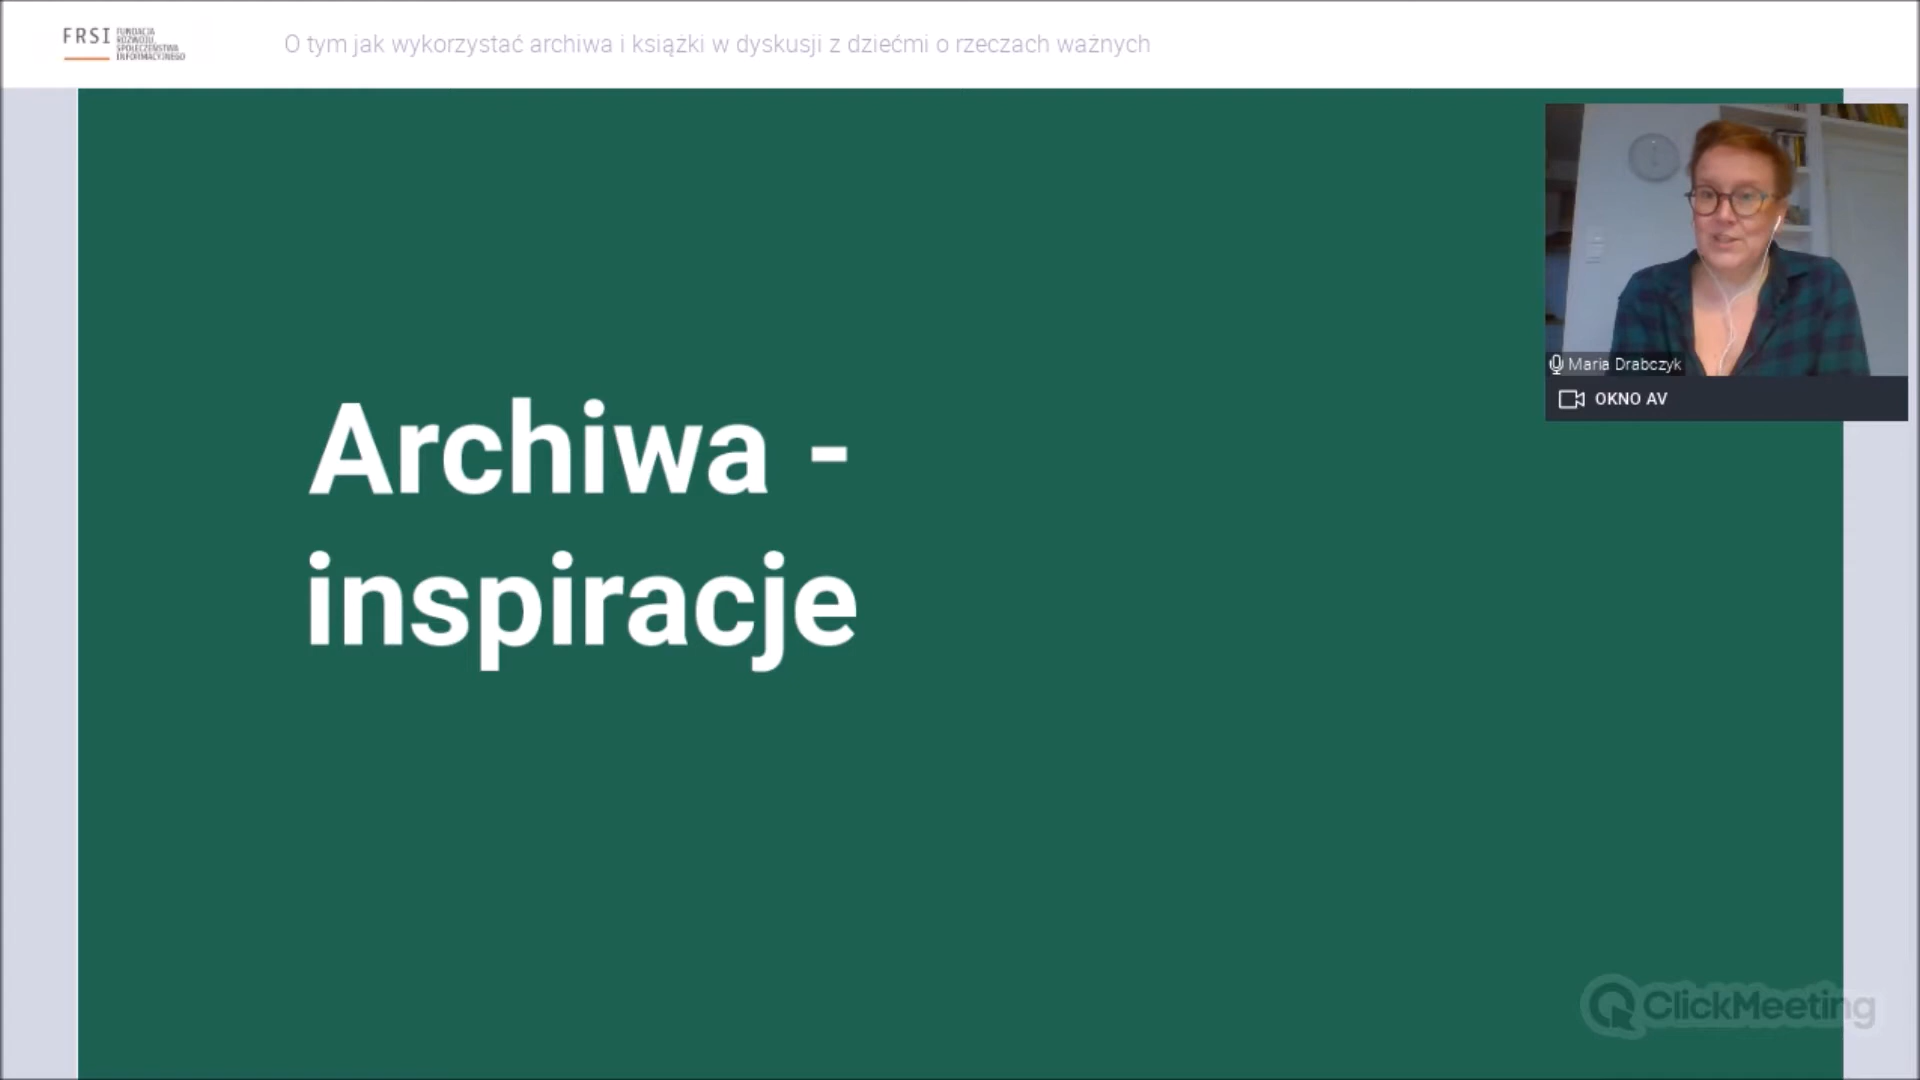 FRSI
FUNDACJA
ROZWOJU
SPOŁECZEŃSTWA
INFORMACYJNEGO
O tym jak wykorzystać archiwa i książki w dyskusji z dziećmi o rzeczach ważnych
Maria Drabczyk
OKNO AV
Archiwa -
inspiracje
ClickMeeting